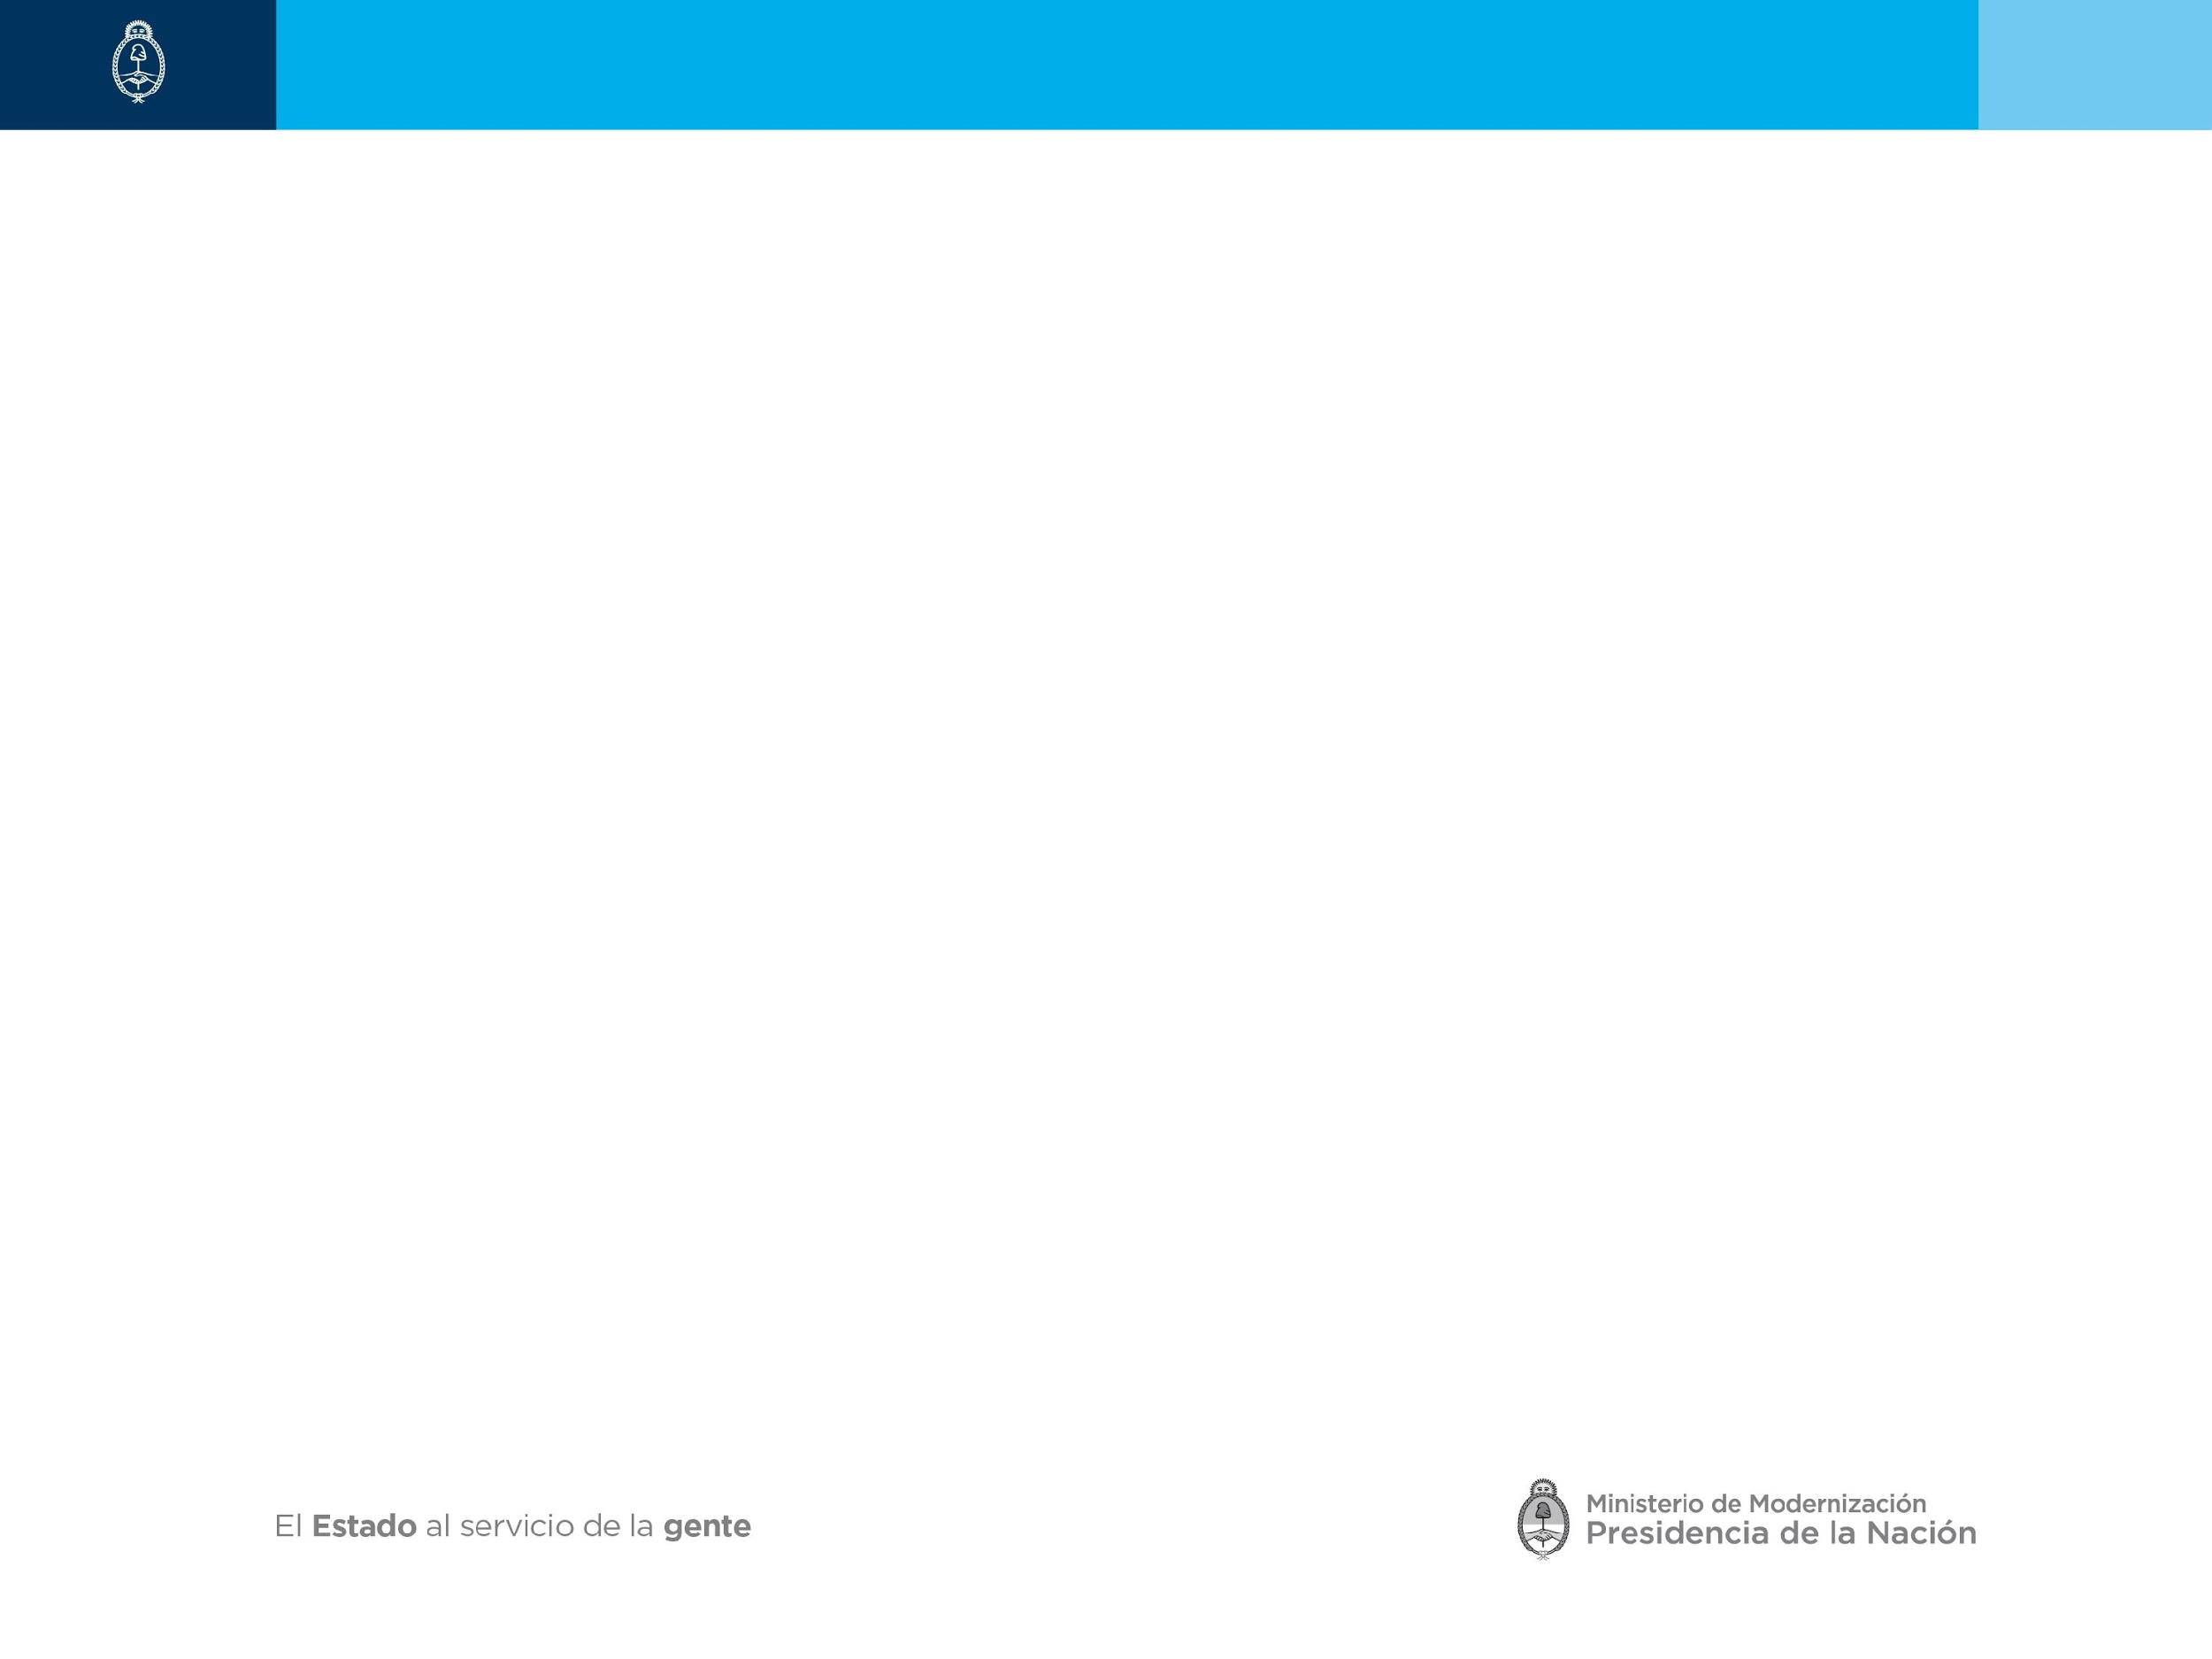 El Estado al servicio de la gente
Ministerio de Modernización
Presidencia de la Nación